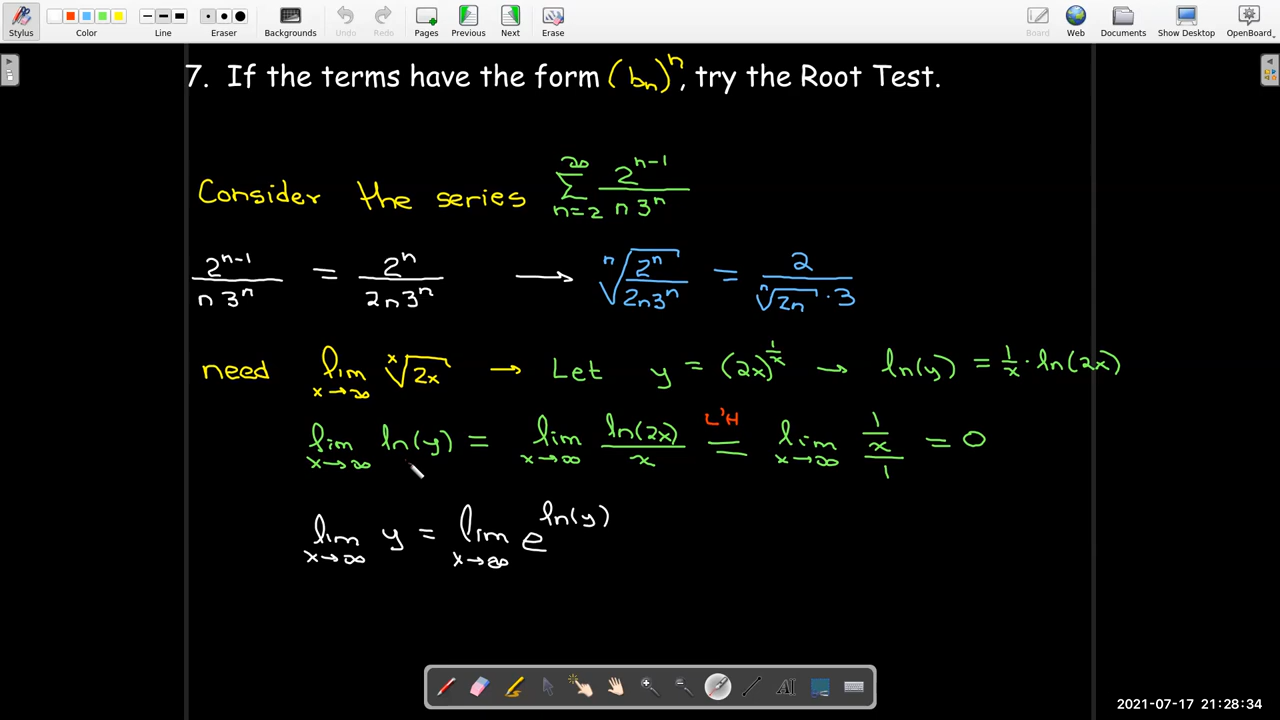 Stylus Color Line Eraser Backgrounds Undo Redo Pages Previous Next Erase Board Web Documents Show Desktop OpenBoard
7. If the terms have the form (bₙ)ⁿ, try the Root Test.
Consider the series ∑_{n=2}^{∞} 2^{n-1}/(n 3^n)
2^{n-1}/(n 3^n) = 2^n/(2n3^n) → ⁿ√(2^n/(2n3^n)) = 2/(ⁿ√(2n) · 3)
need lim_{x→∞} ˣ√(2x) → Let y = (2x)^{1/x} → ln(y) = 1/x · ln(2x)
lim_{x→∞} ln(y) = lim_{x→∞} ln(2x)/x =^{L'H} lim_{x→∞} (1/x)/1 = 0
lim_{x→∞} y = lim_{x→∞} e^{ln(y)}
2021-07-17 21:28:34